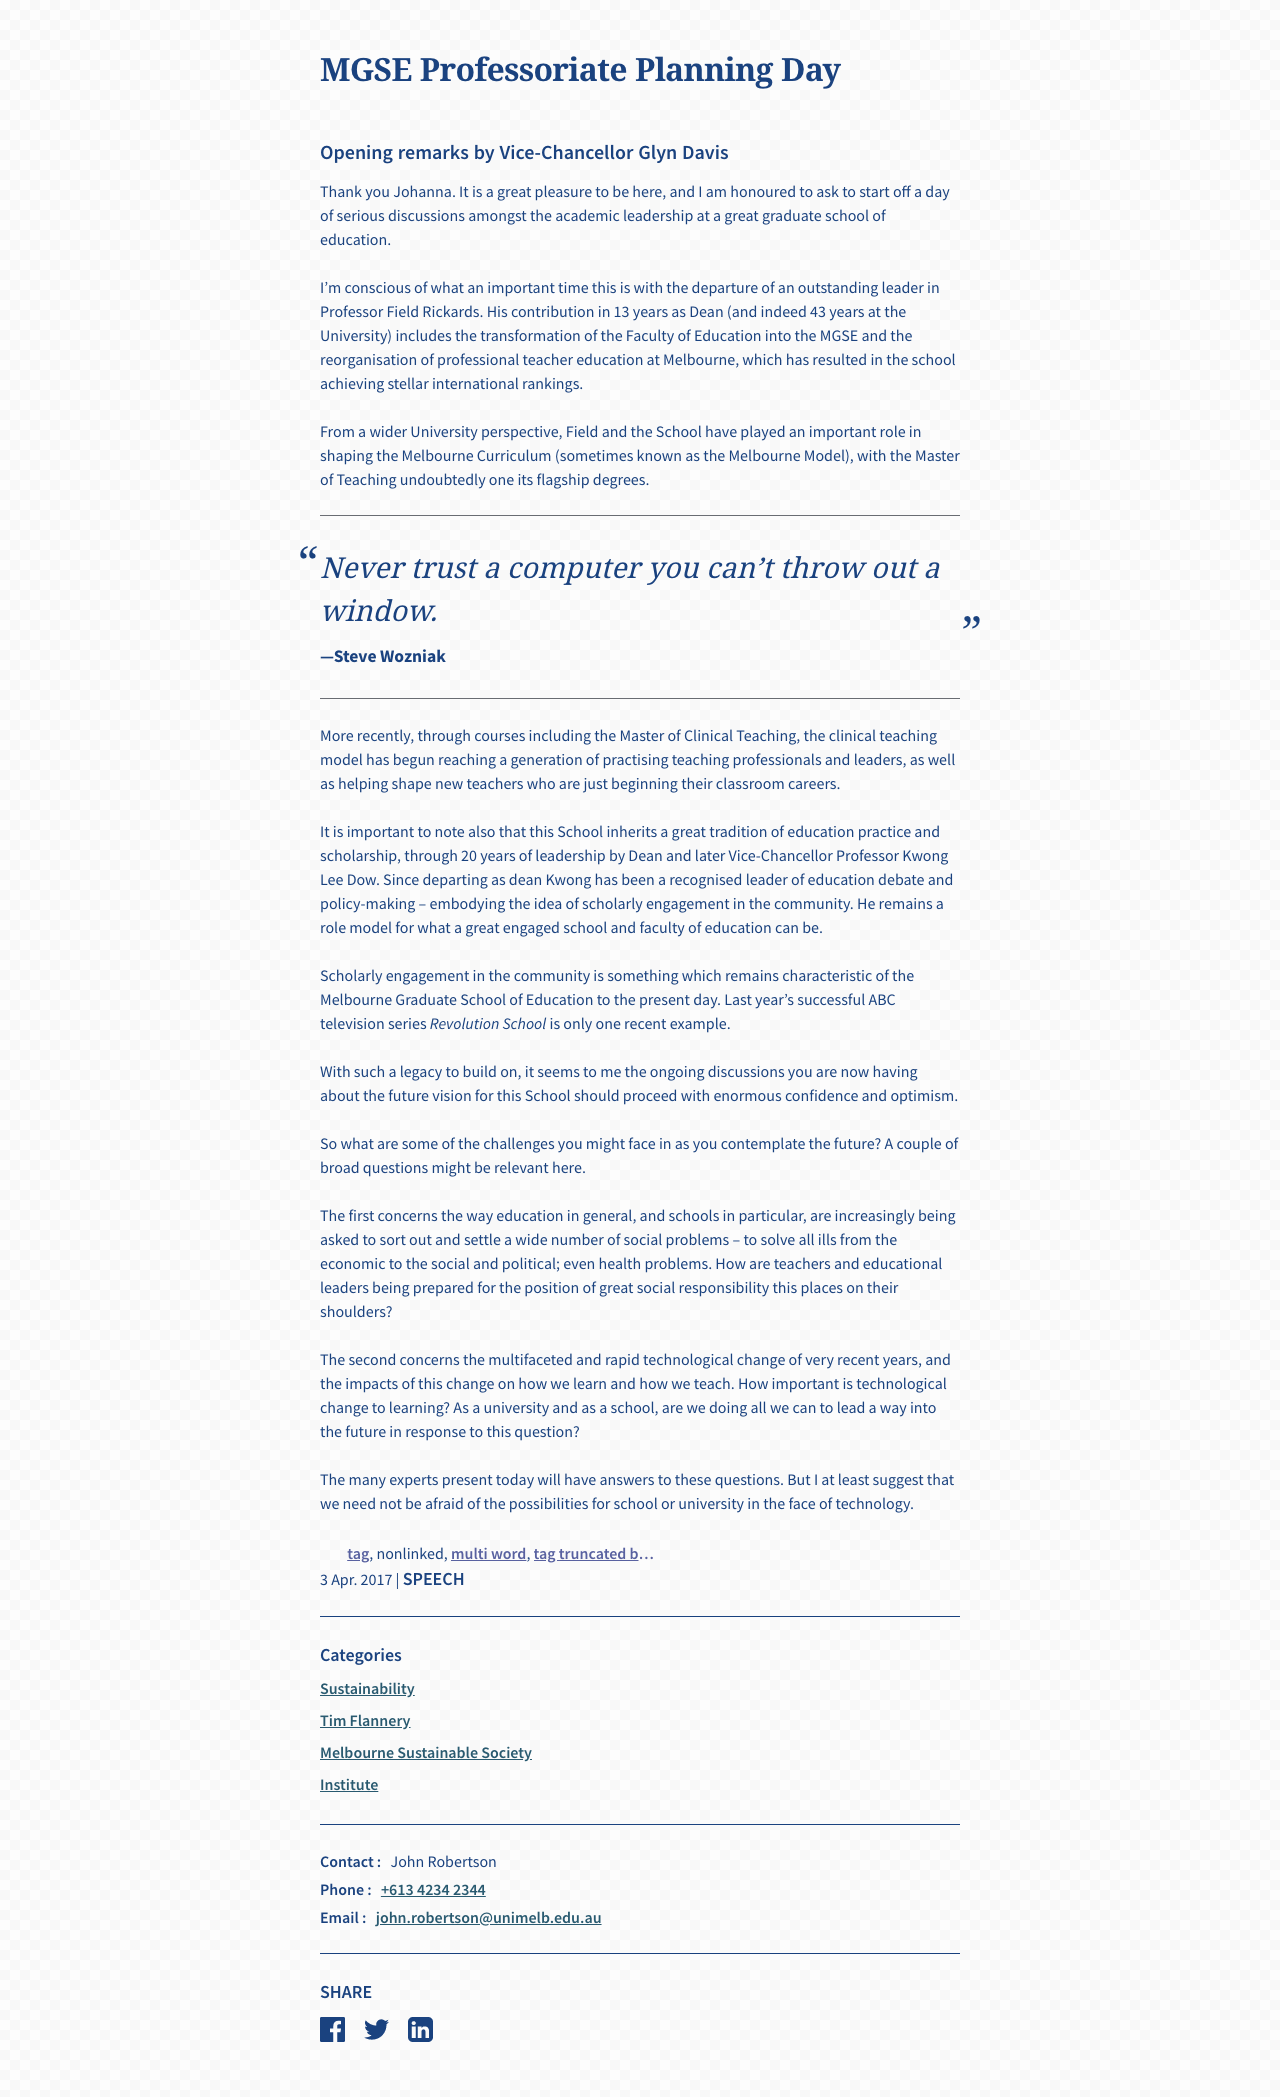 MGSE Professoriate Planning Day
Opening remarks by Vice-Chancellor Glyn Davis
Thank you Johanna. It is a great pleasure to be here, and I am honoured to ask to start off a day
of serious discussions amongst the academic leadership at a great graduate school of
education.
I’m conscious of what an important time this is with the departure of an outstanding leader in
Professor Field Rickards. His contribution in 13 years as Dean (and indeed 43 years at the
University) includes the transformation of the Faculty of Education into the MGSE and the
reorganisation of professional teacher education at Melbourne, which has resulted in the school
achieving stellar international rankings.
From a wider University perspective, Field and the School have played an important role in
shaping the Melbourne Curriculum (sometimes known as the Melbourne Model), with the Master
of Teaching undoubtedly one its flagship degrees.
“Never trust a computer you can’t throw out a
window.”
—Steve Wozniak
More recently, through courses including the Master of Clinical Teaching, the clinical teaching
model has begun reaching a generation of practising teaching professionals and leaders, as well
as helping shape new teachers who are just beginning their classroom careers.
It is important to note also that this School inherits a great tradition of education practice and
scholarship, through 20 years of leadership by Dean and later Vice-Chancellor Professor Kwong
Lee Dow. Since departing as dean Kwong has been a recognised leader of education debate and
policy-making – embodying the idea of scholarly engagement in the community. He remains a
role model for what a great engaged school and faculty of education can be.
Scholarly engagement in the community is something which remains characteristic of the
Melbourne Graduate School of Education to the present day. Last year’s successful ABC
television series Revolution School is only one recent example.
With such a legacy to build on, it seems to me the ongoing discussions you are now having
about the future vision for this School should proceed with enormous confidence and optimism.
So what are some of the challenges you might face in as you contemplate the future? A couple of
broad questions might be relevant here.
The first concerns the way education in general, and schools in particular, are increasingly being
asked to sort out and settle a wide number of social problems – to solve all ills from the
economic to the social and political; even health problems. How are teachers and educational
leaders being prepared for the position of great social responsibility this places on their
shoulders?
The second concerns the multifaceted and rapid technological change of very recent years, and
the impacts of this change on how we learn and how we teach. How important is technological
change to learning? As a university and as a school, are we doing all we can to lead a way into
the future in response to this question?
The many experts present today will have answers to these questions. But I at least suggest that
we need not be afraid of the possibilities for school or university in the face of technology.
tag, nonlinked, multi word, tag truncated b…
3 Apr. 2017 | SPEECH
Categories
Sustainability
Tim Flannery
Melbourne Sustainable Society
Institute
Contact : John Robertson
Phone : +613 4234 2344
Email : john.robertson@unimelb.edu.au
SHARE